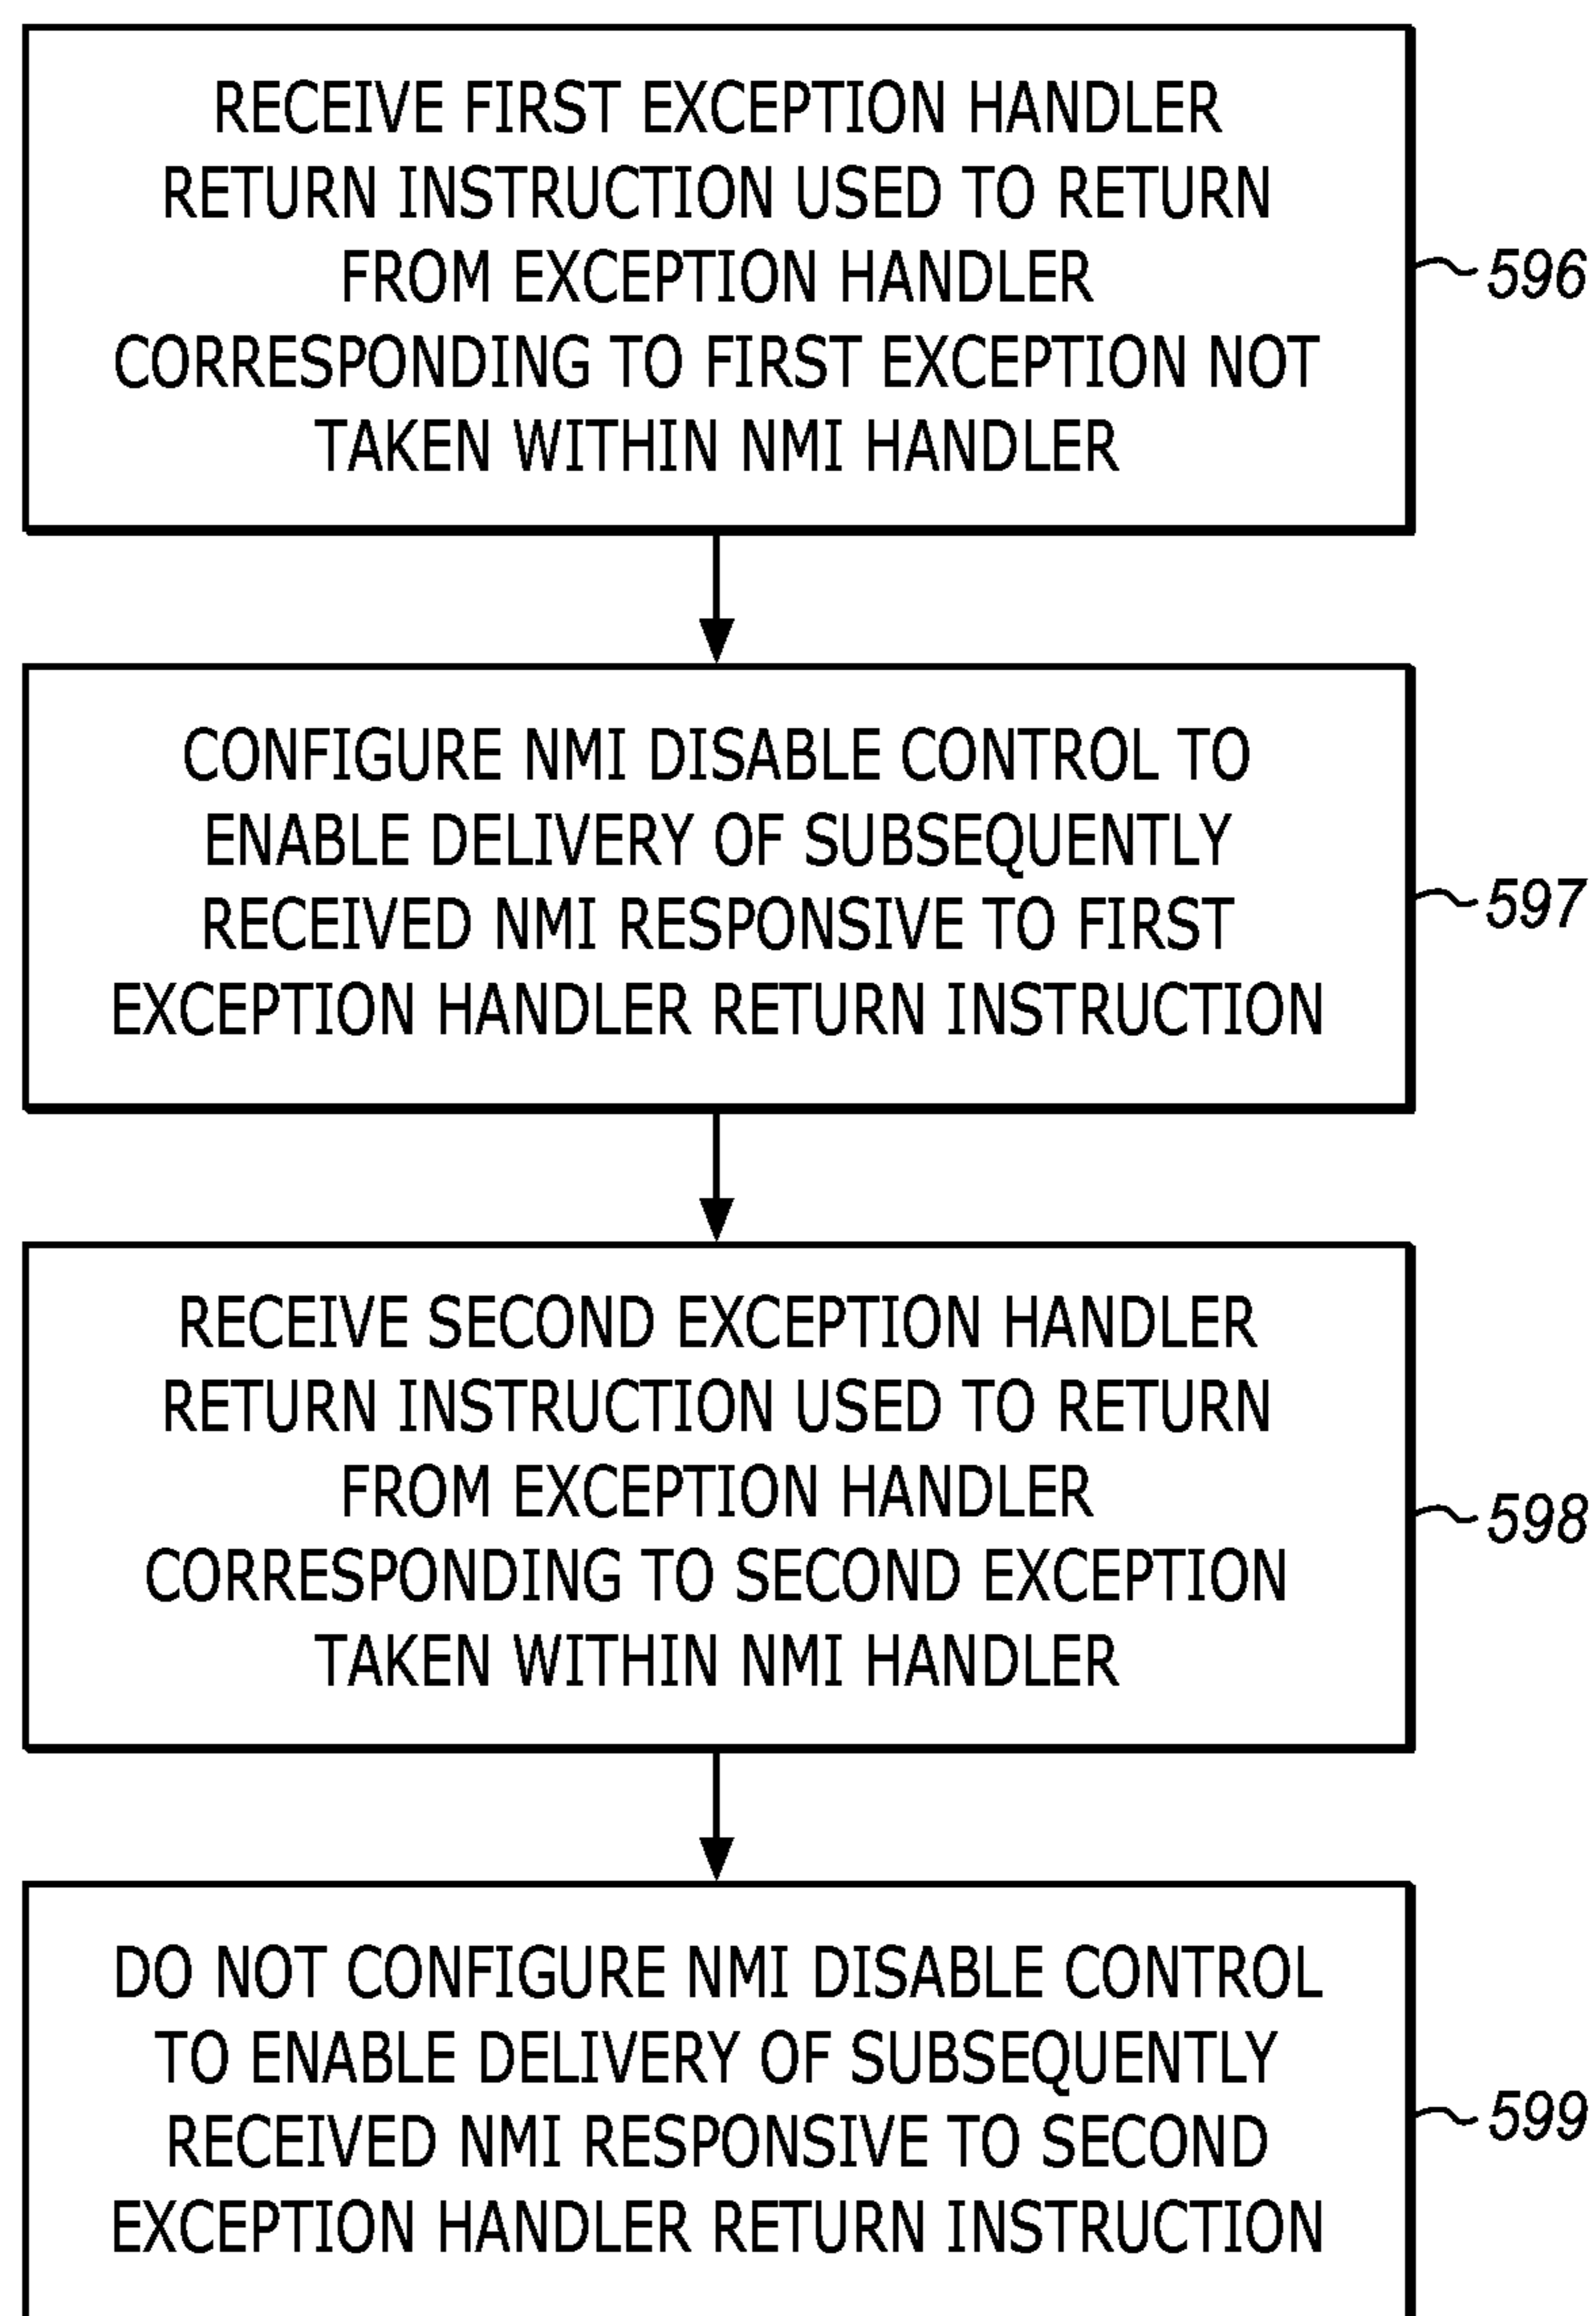 RECEIVE FIRST EXCEPTION HANDLER
RETURN INSTRUCTION USED TO RETURN
FROM EXCEPTION HANDLER
CORRESPONDING TO FIRST EXCEPTION NOT
TAKEN WITHIN NMI HANDLER
596
CONFIGURE NMI DISABLE CONTROL TO
ENABLE DELIVERY OF SUBSEQUENTLY
RECEIVED NMI RESPONSIVE TO FIRST
EXCEPTION HANDLER RETURN INSTRUCTION
597
RECEIVE SECOND EXCEPTION HANDLER
RETURN INSTRUCTION USED TO RETURN
FROM EXCEPTION HANDLER
CORRESPONDING TO SECOND EXCEPTION
TAKEN WITHIN NMI HANDLER
598
DO NOT CONFIGURE NMI DISABLE CONTROL
TO ENABLE DELIVERY OF SUBSEQUENTLY
RECEIVED NMI RESPONSIVE TO SECOND
EXCEPTION HANDLER RETURN INSTRUCTION
599